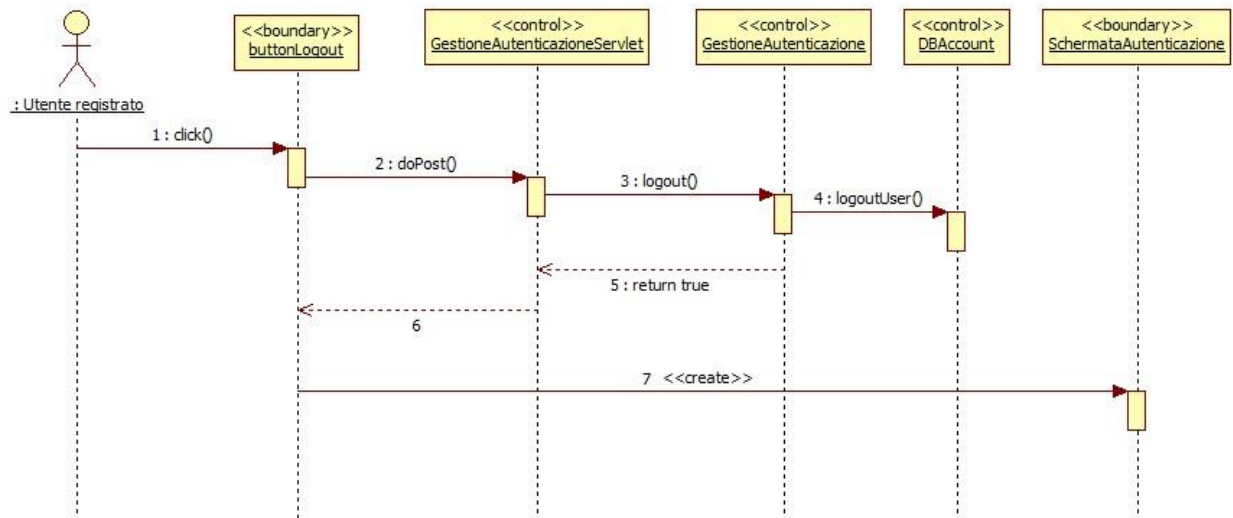 : Utente registrato
<<boundary>>
buttonLogout
<<control>>
GestioneAutenticazioneServlet
<<control>>
GestioneAutenticazione
<<control>>
DBAccount
<<boundary>>
SchermataAutenticazione
1 : click()
2 : doPost()
3 : logout()
4 : logoutUser()
5 : return true
6
7 <<create>>